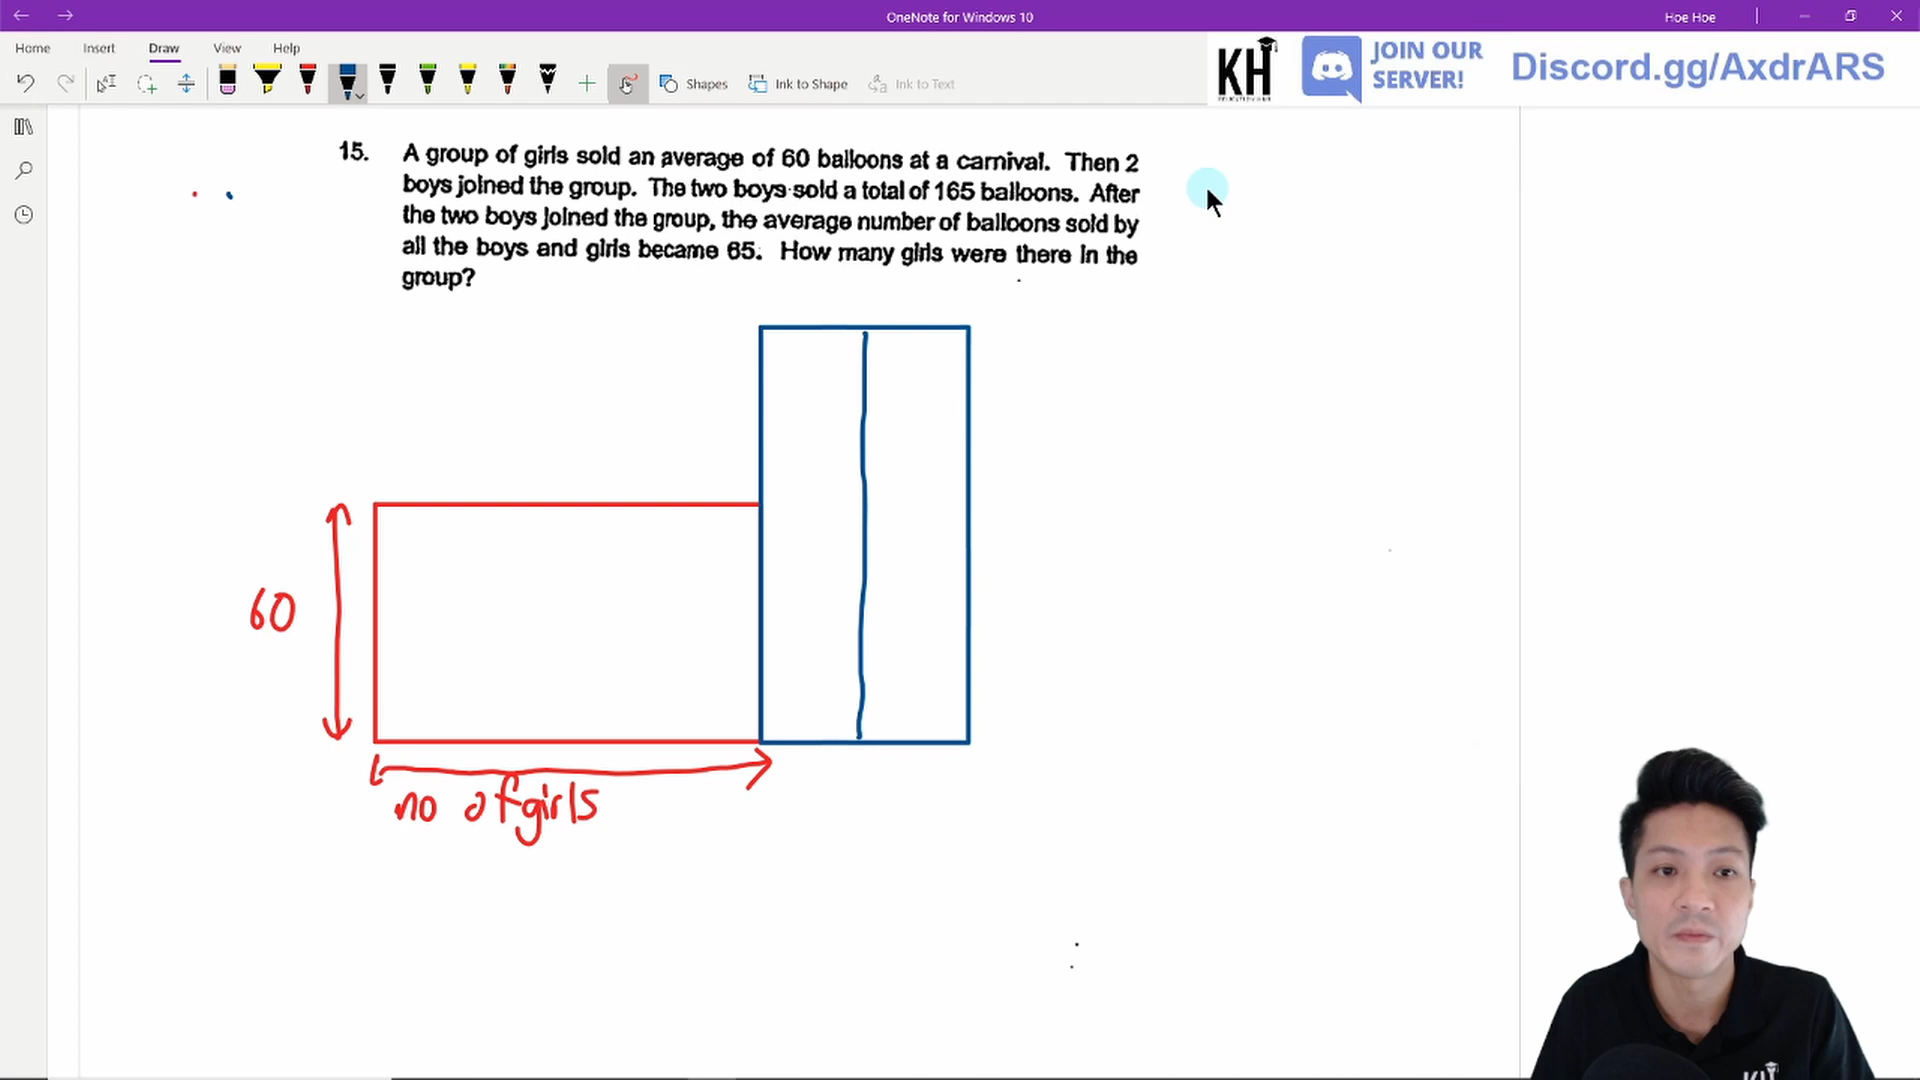 OneNote for Windows 10
Hoe Hoe
Home Insert Draw View Help
Shapes Ink to Shape Ink to Text
KH
JOIN OUR
SERVER!
Discord.gg/AxdrARS
15. A group of girls sold an average of 60 balloons at a carnival. Then 2
boys joined the group. The two boys sold a total of 165 balloons. After
the two boys joined the group, the average number of balloons sold by
all the boys and girls became 65. How many girls were there in the
group?
60
no of girls